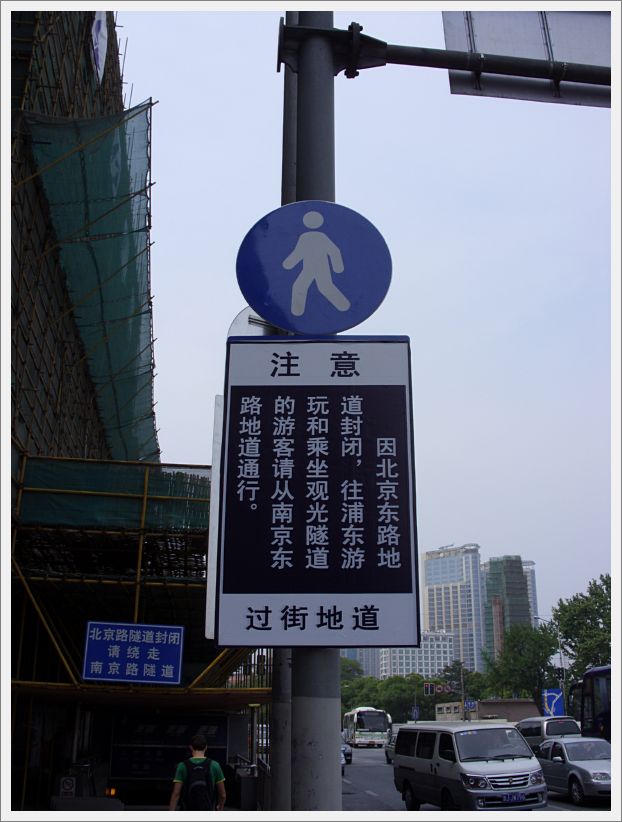 注 意
因北京东路地
道封闭，往浦东游
玩和乘坐观光隧道
的游客请从南京东
路地道通行。
过街地道
北京路隧道封闭
请绕走
南京路隧道